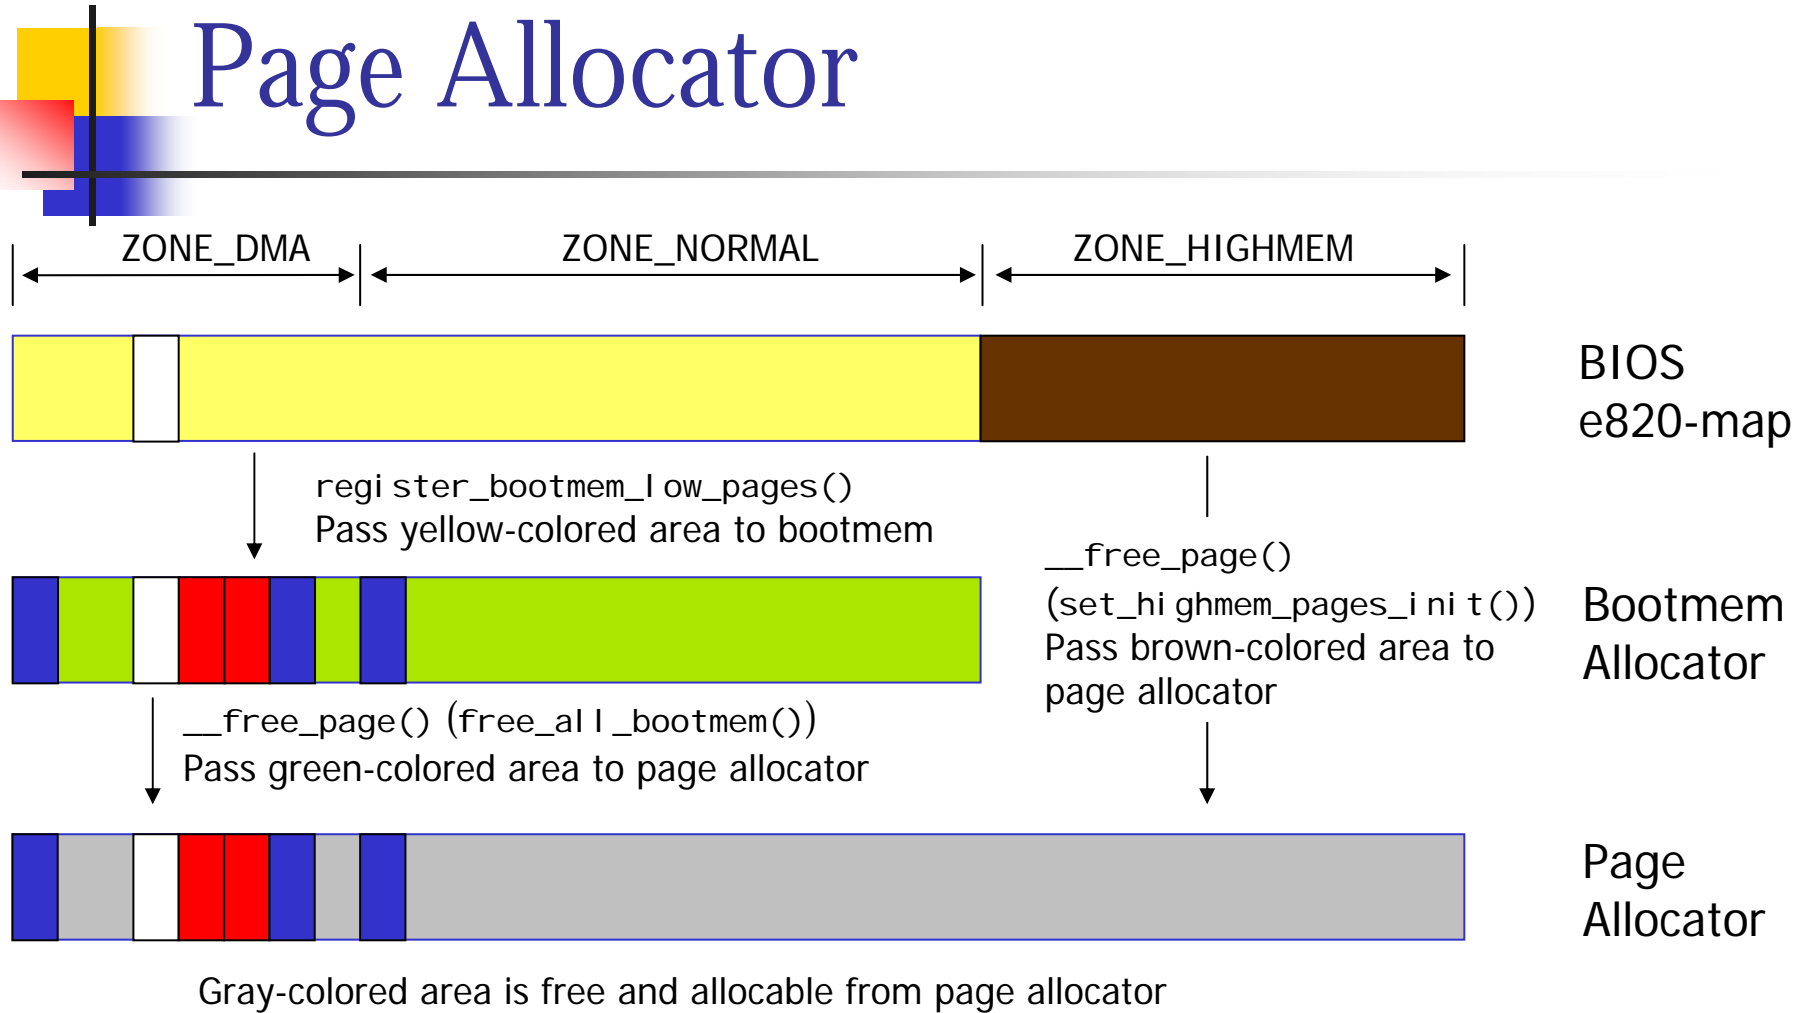 Page Allocator
ZONE_DMA
ZONE_NORMAL
ZONE_HIGHMEM
BIOS
e820-map
register_bootmem_low_pages()
Pass yellow-colored area to bootmem
__free_page()
(set_highmem_pages_init())
Pass brown-colored area to
page allocator
Bootmem
Allocator
__free_page() (free_all_bootmem())
Pass green-colored area to page allocator
Page
Allocator
Gray-colored area is free and allocable from page allocator